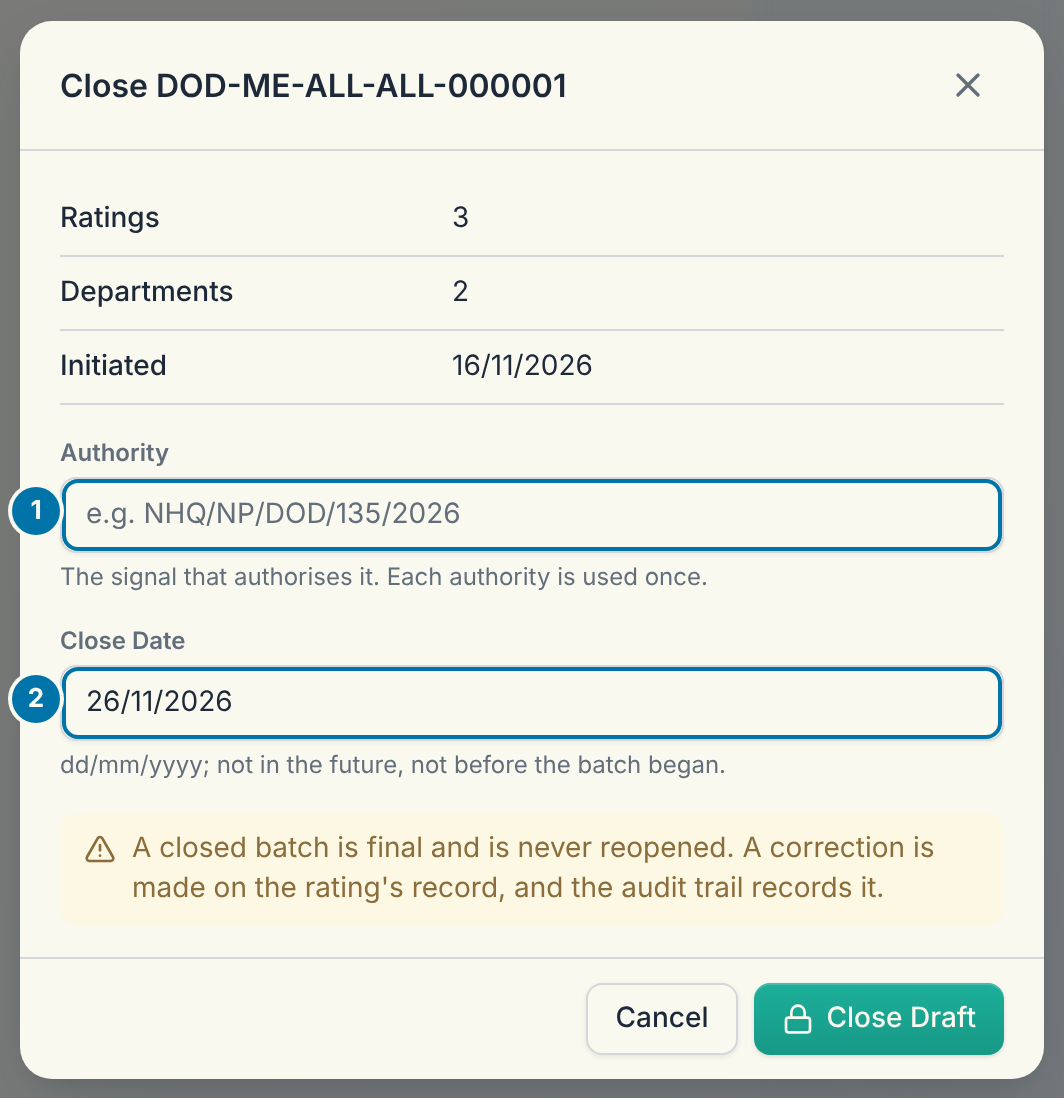 Close DOD-ME-ALL-ALL-000001
Ratings 3
Departments 2
Initiated 16/11/2026
Authority
1 e.g. NHQ/NP/DOD/135/2026
The signal that authorises it. Each authority is used once.
Close Date
2 26/11/2026
dd/mm/yyyy; not in the future, not before the batch began.
A closed batch is final and is never reopened. A correction is
made on the rating's record, and the audit trail records it.
Cancel Close Draft